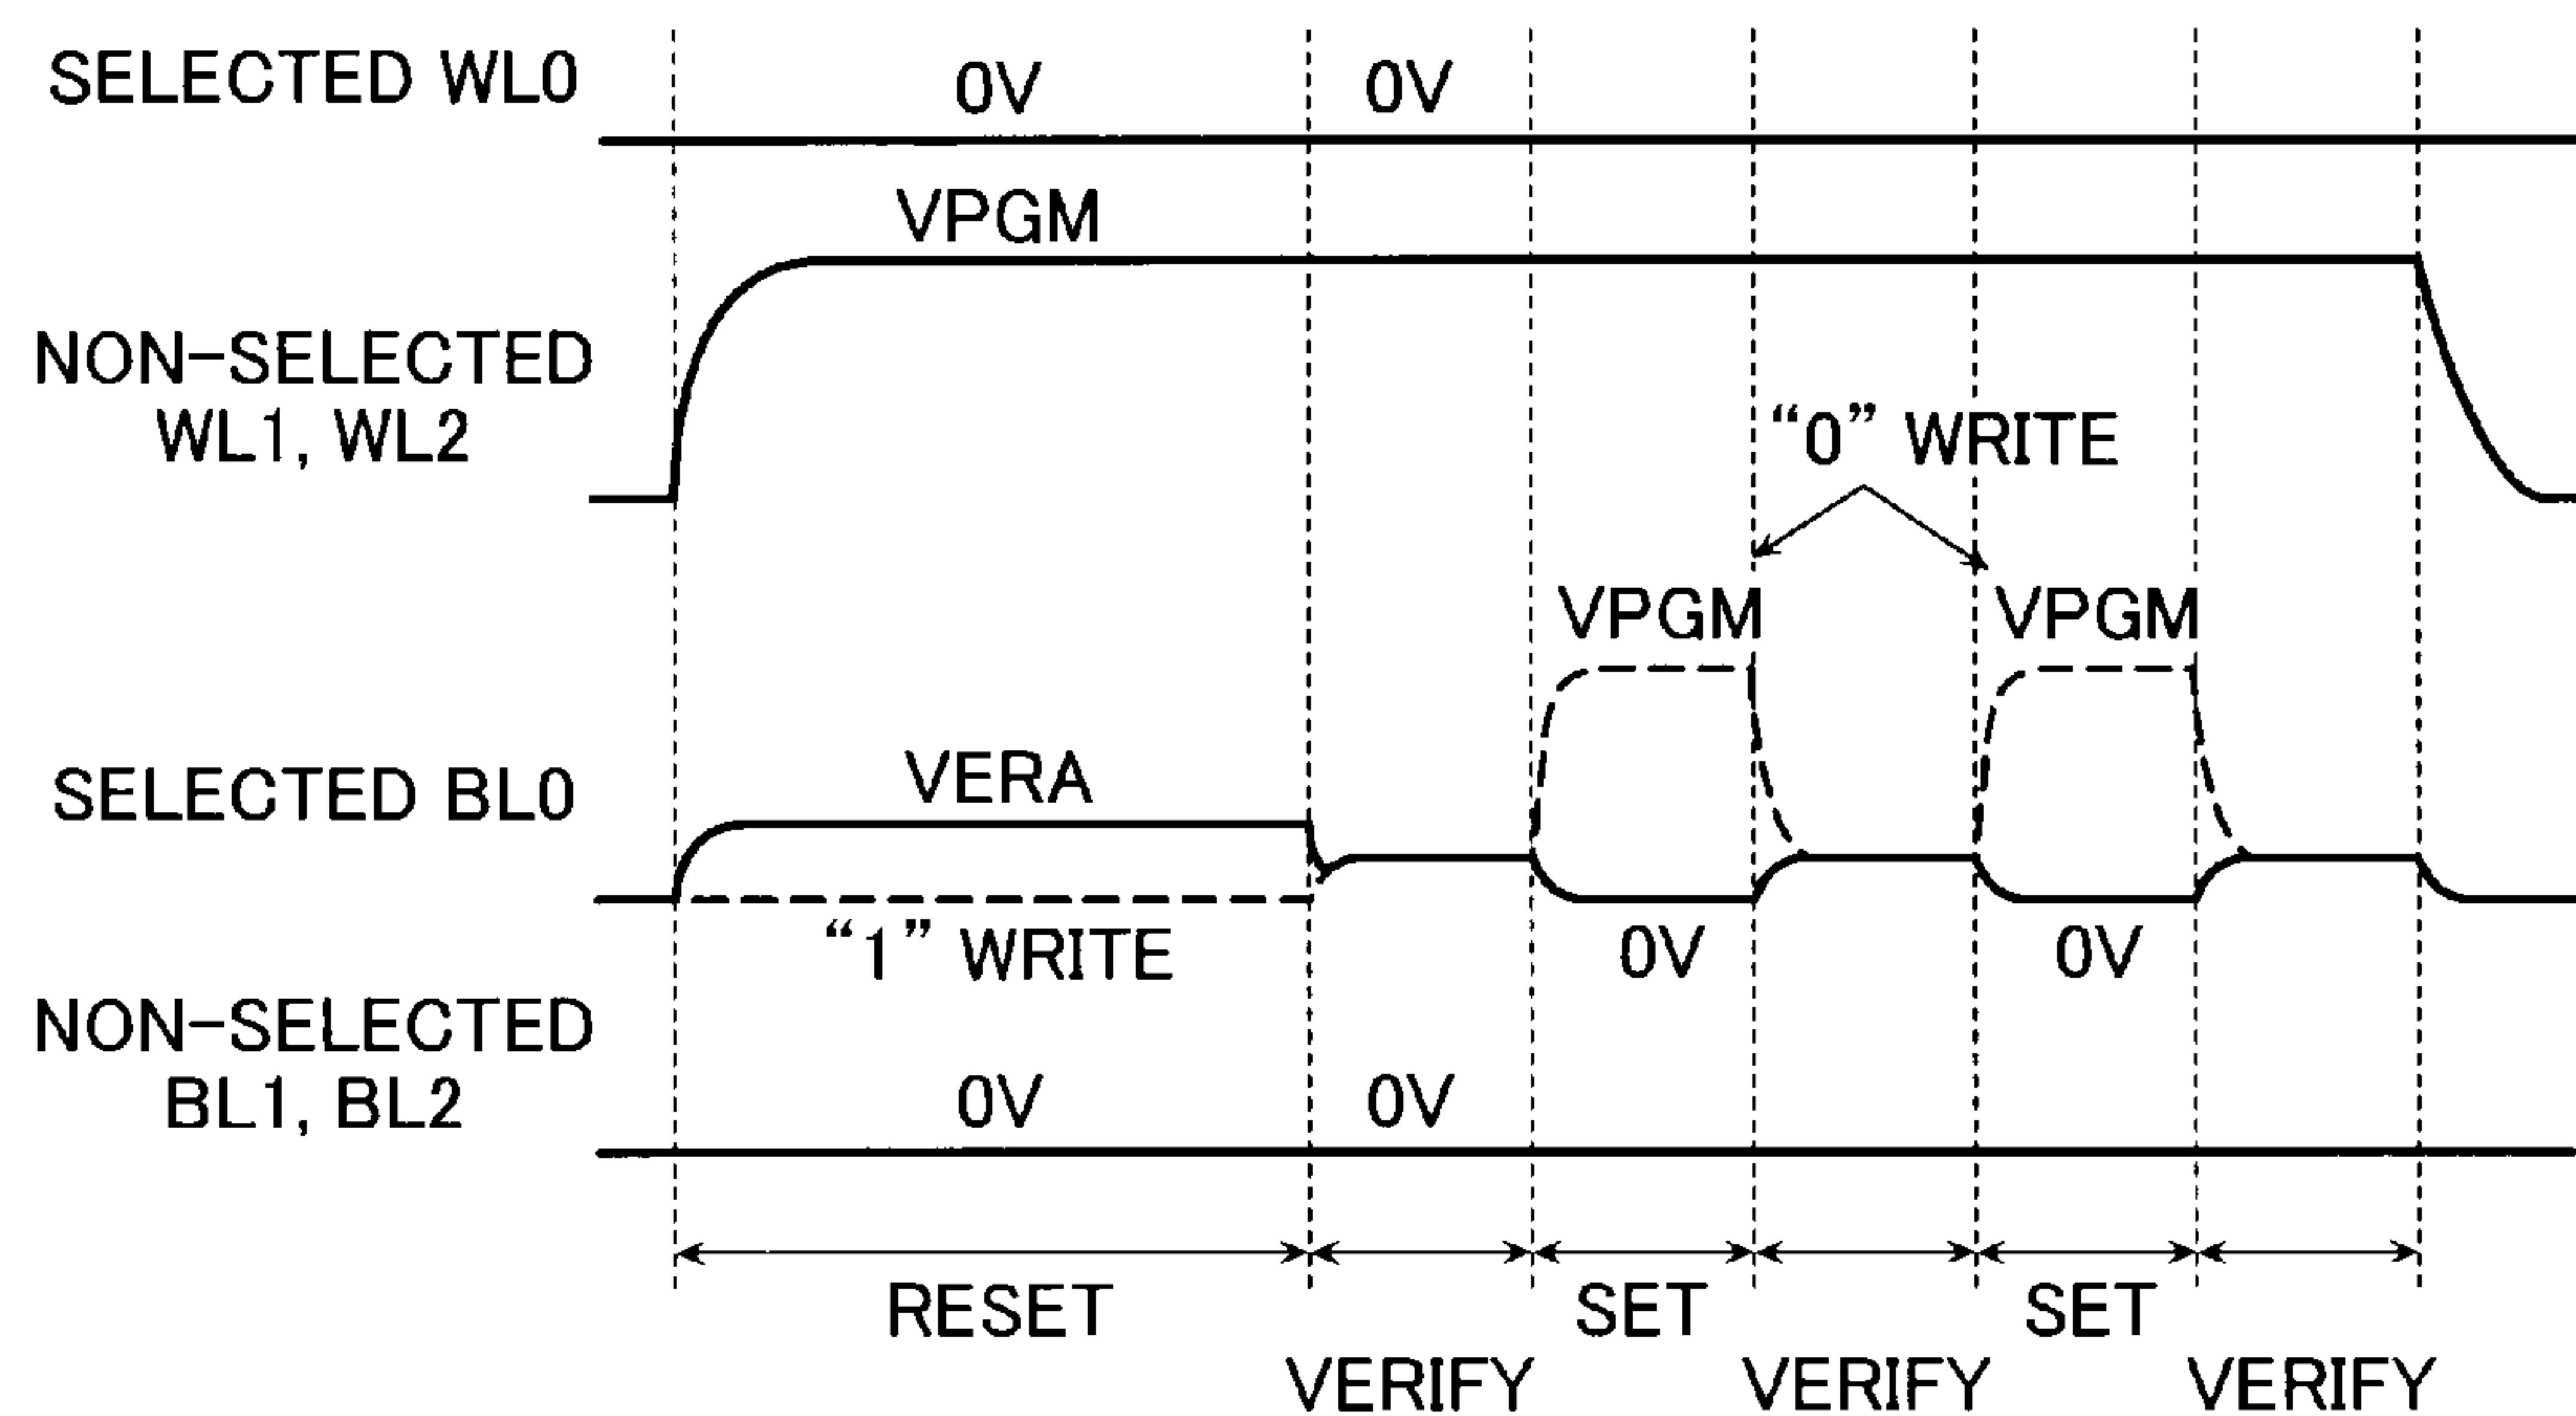 SELECTED WL0
0V
0V
VPGM
NON-SELECTED
WL1, WL2
“0” WRITE
VPGM
VPGM
SELECTED BL0
VERA
“1” WRITE
0V
0V
NON-SELECTED
BL1, BL2
0V
0V
RESET
SET
SET
VERIFY
VERIFY
VERIFY